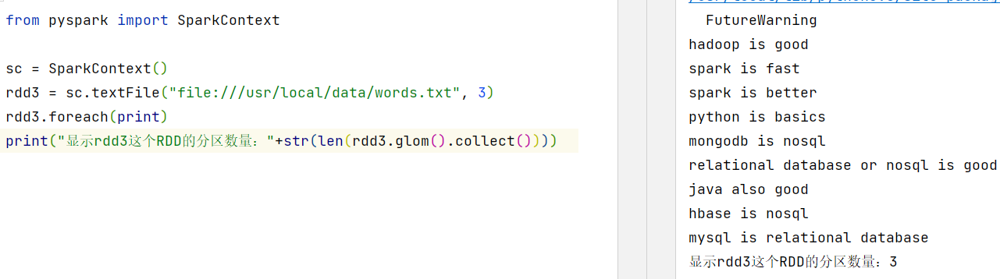 from pyspark import SparkContext
sc = SparkContext()
rdd3 = sc.textFile("file:///usr/local/data/words.txt", 3)
rdd3.foreach(print)
print("显示rdd3这个RDD的分区数量："+str(len(rdd3.glom().collect())))
FutureWarning
hadoop is good
spark is fast
spark is better
python is basics
mongodb is nosql
relational database or nosql is good
java also good
hbase is nosql
mysql is relational database
显示rdd3这个RDD的分区数量：3